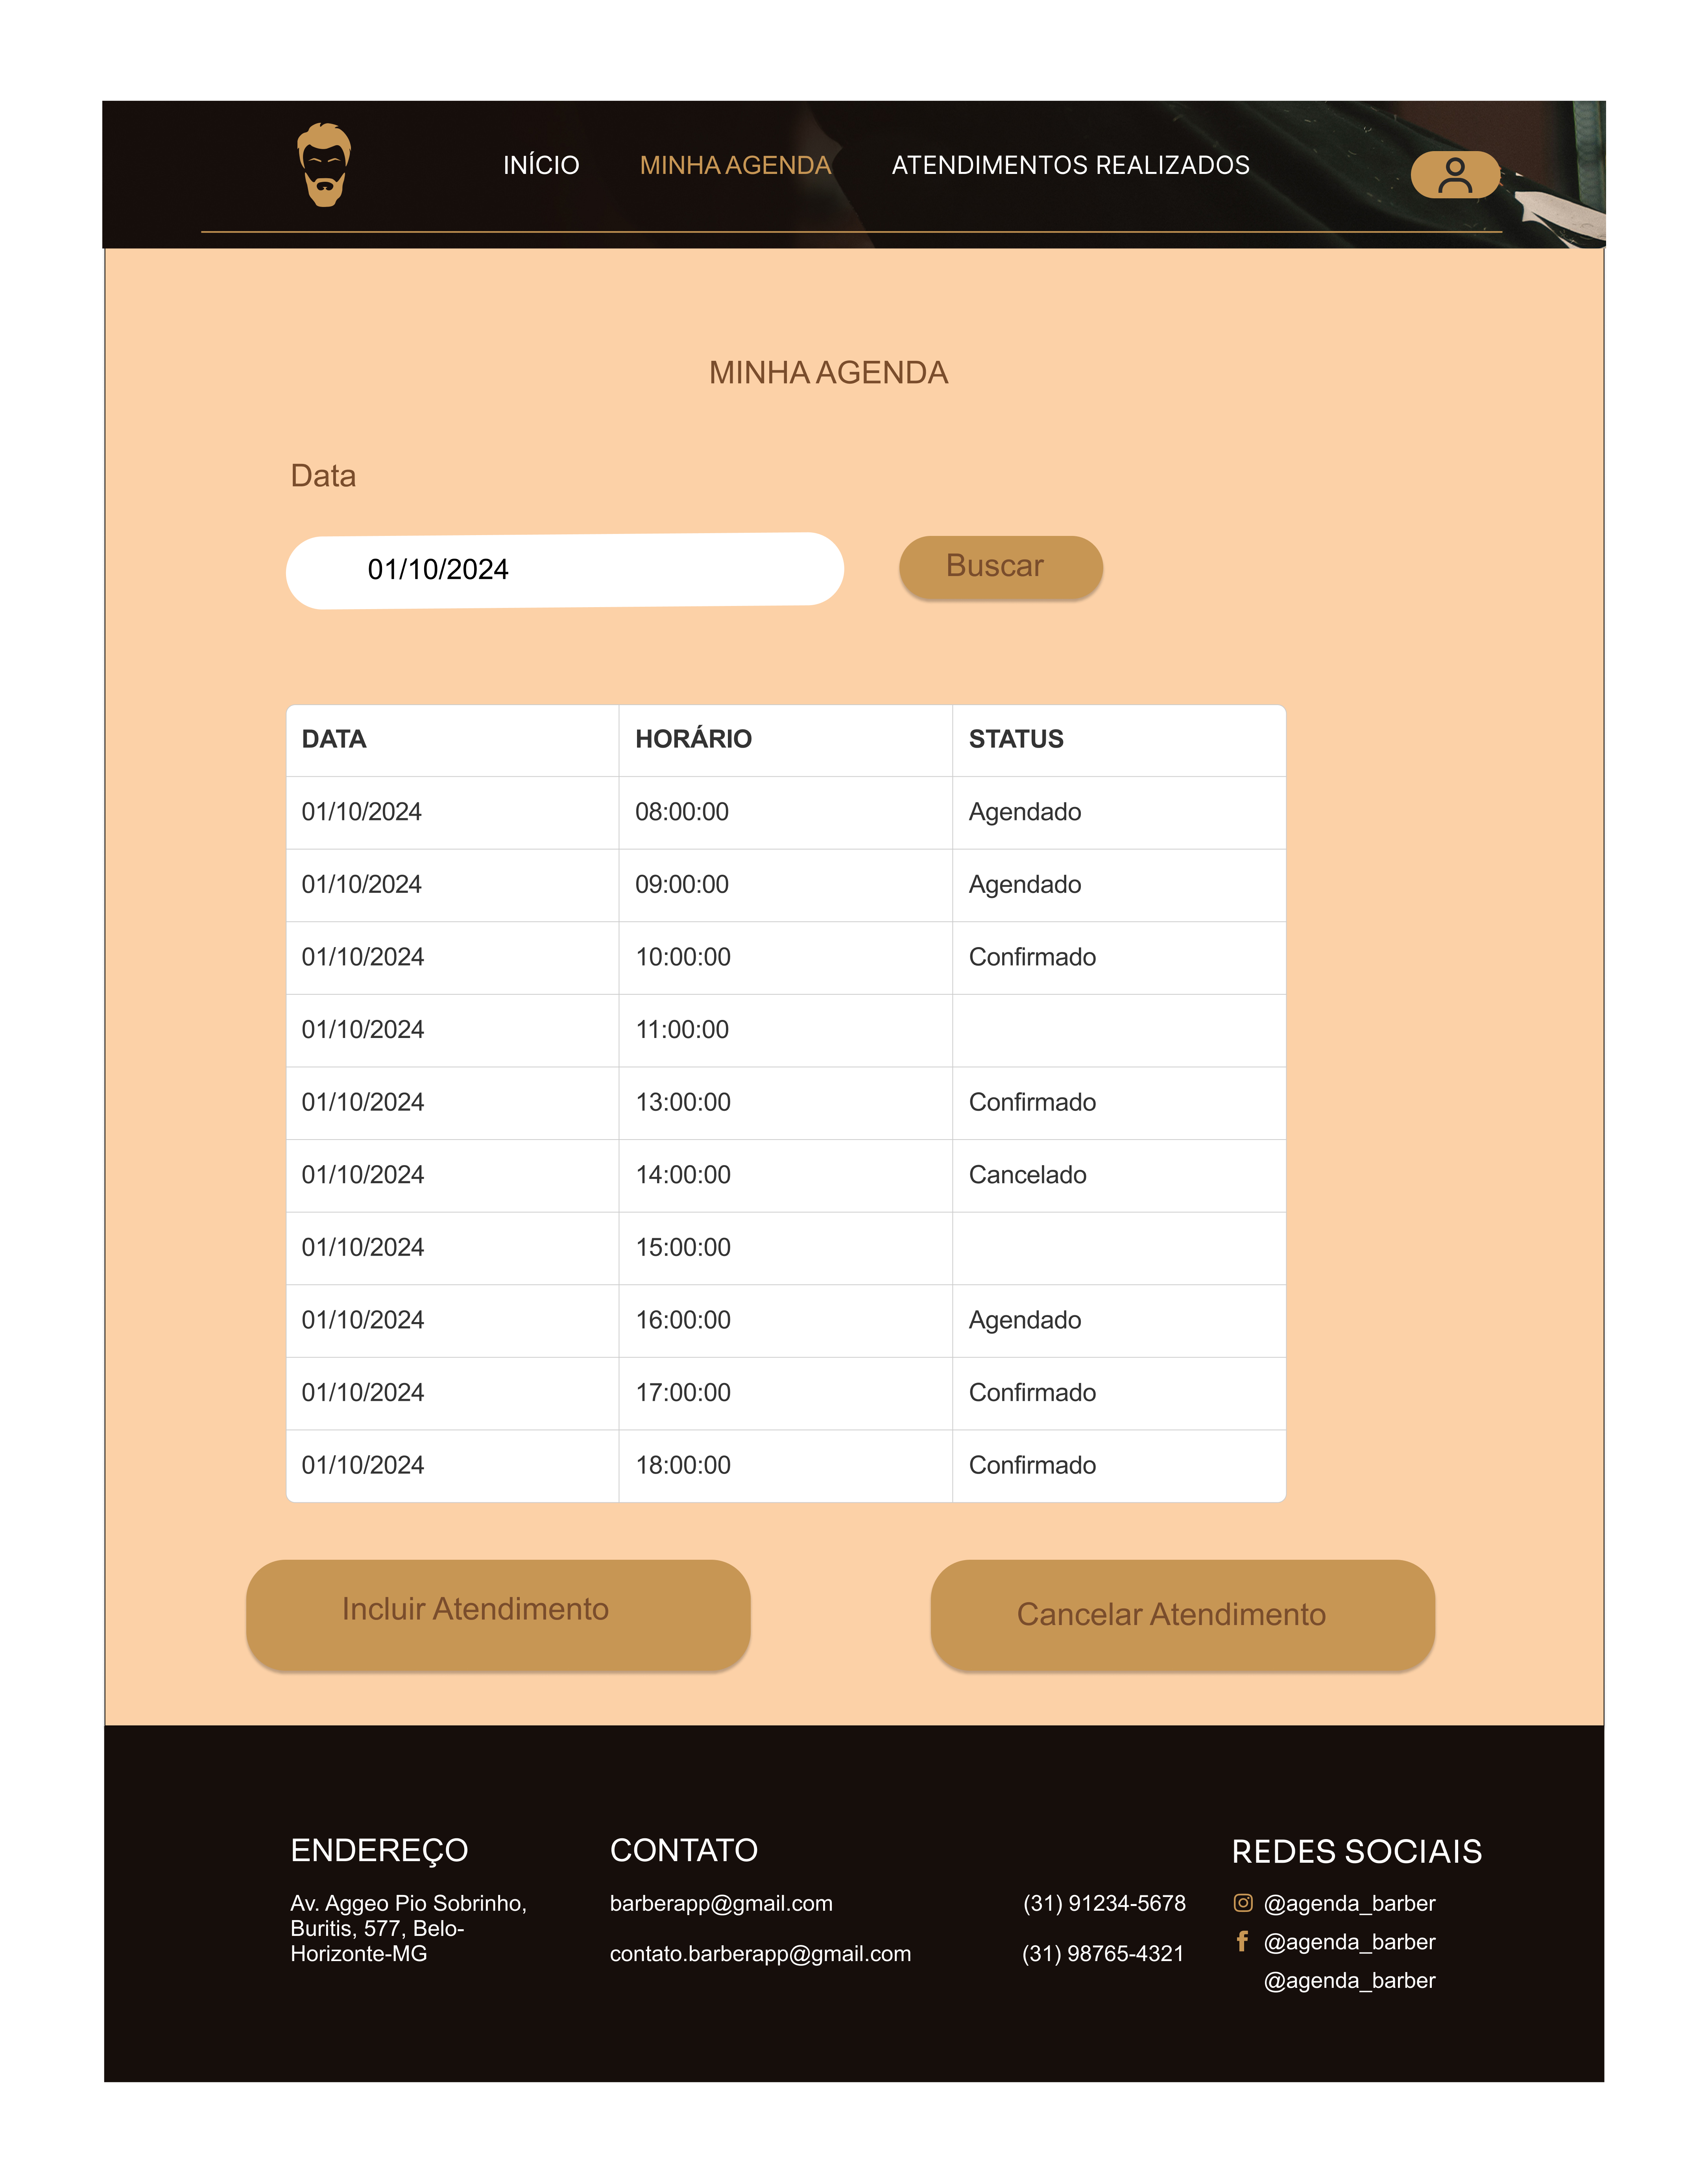 INÍCIO MINHA AGENDA ATENDIMENTOS REALIZADOS
MINHA AGENDA
Data
01/10/2024 Buscar
DATA HORÁRIO STATUS
01/10/2024 08:00:00 Agendado
01/10/2024 09:00:00 Agendado
01/10/2024 10:00:00 Confirmado
01/10/2024 11:00:00
01/10/2024 13:00:00 Confirmado
01/10/2024 14:00:00 Cancelado
01/10/2024 15:00:00
01/10/2024 16:00:00 Agendado
01/10/2024 17:00:00 Confirmado
01/10/2024 18:00:00 Confirmado
Incluir Atendimento Cancelar Atendimento
ENDEREÇO
Av. Aggeo Pio Sobrinho,
Buritis, 577, Belo-
Horizonte-MG
CONTATO
barberapp@gmail.com (31) 91234-5678
contato.barberapp@gmail.com (31) 98765-4321
REDES SOCIAIS
@agenda_barber
@agenda_barber
@agenda_barber